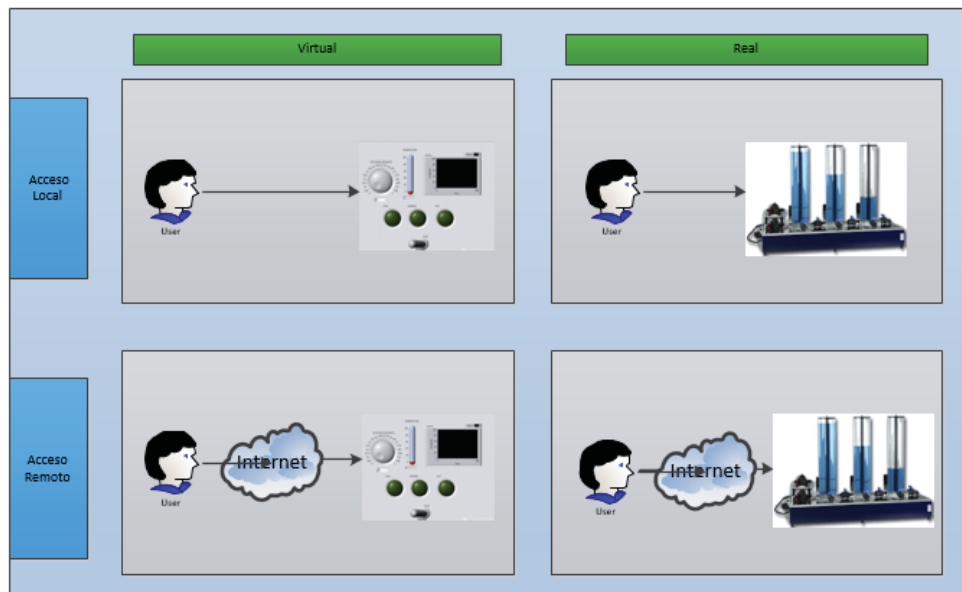 Virtual
Real
Acceso
Local
User
User
Acceso
Remoto
Internet
User
Internet
User